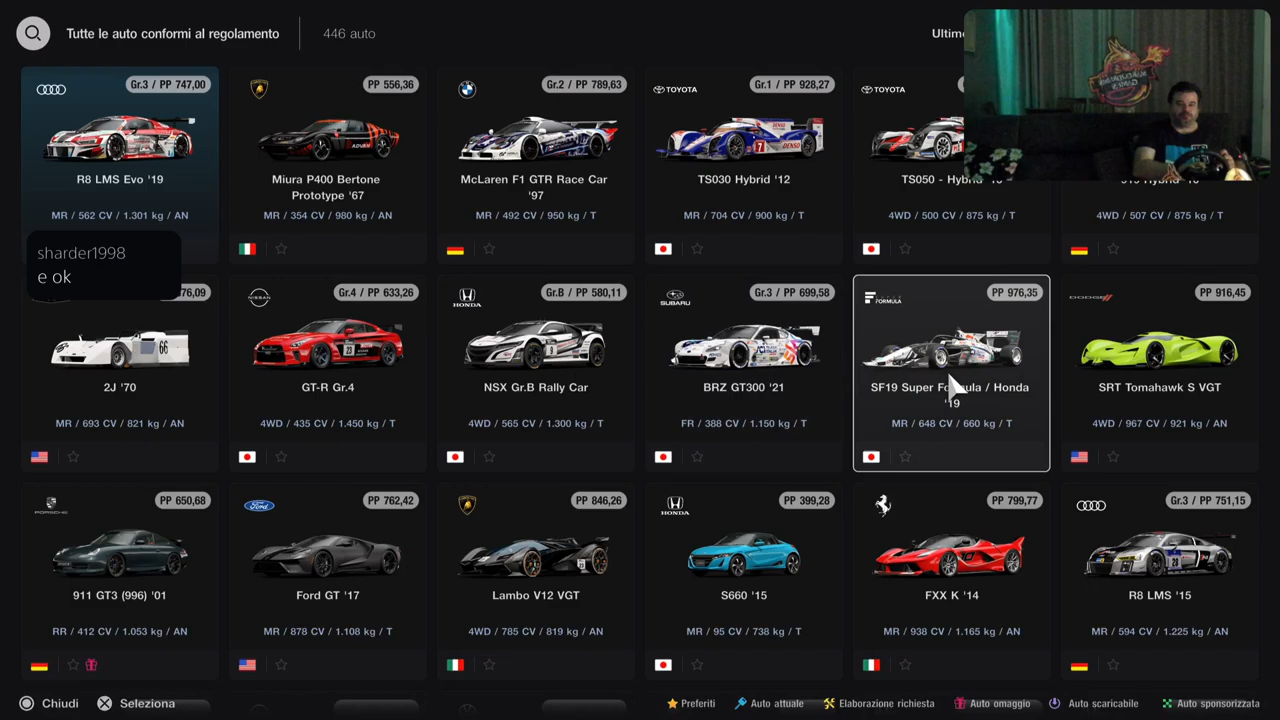 Tutte le auto conformi al regolamento
446 auto
Ultime
Gr.3 / PP 747,00
R8 LMS Evo '19
MR / 562 CV / 1.301 kg / AN
PP 556,36
Miura P400 Bertone
Prototype '67
MR / 354 CV / 980 kg / AN
Gr.2 / PP 789,63
McLaren F1 GTR Race Car
'97
MR / 492 CV / 950 kg / T
TOYOTA
Gr.1 / PP 928,27
TS030 Hybrid '12
MR / 704 CV / 900 kg / T
TOYOTA
TS050 - Hybrid
4WD / 500 CV / 875 kg / T
4WD / 507 CV / 875 kg / T
sharder1998
e ok
76,09
2J '70
MR / 693 CV / 821 kg / AN
NISSAN
Gr.4 / PP 633,26
GT-R Gr.4
4WD / 435 CV / 1.450 kg / T
HONDA
Gr.B / PP 580,11
NSX Gr.B Rally Car
4WD / 565 CV / 1.300 kg / T
SUBARU
Gr.3 / PP 699,58
BRZ GT300 '21
FR / 388 CV / 1.150 kg / T
FORMULA
PP 976,35
SF19 Super Formula / Honda
'19
MR / 648 CV / 660 kg / T
DODGE
PP 916,45
SRT Tomahawk S VGT
4WD / 967 CV / 921 kg / AN
PORSCHE
PP 650,68
911 GT3 (996) '01
RR / 412 CV / 1.053 kg / AN
Ford
PP 762,42
Ford GT '17
MR / 878 CV / 1.108 kg / T
PP 846,26
Lambo V12 VGT
4WD / 785 CV / 819 kg / AN
HONDA
PP 399,28
S660 '15
MR / 95 CV / 738 kg / T
PP 799,77
FXX K '14
MR / 938 CV / 1.165 kg / AN
Gr.3 / PP 751,15
R8 LMS '15
MR / 594 CV / 1.225 kg / AN
Chiudi
Seleziona
Preferiti
Auto attuale
Elaborazione richiesta
Auto omaggio
Auto scaricabile
Auto sponsorizzata